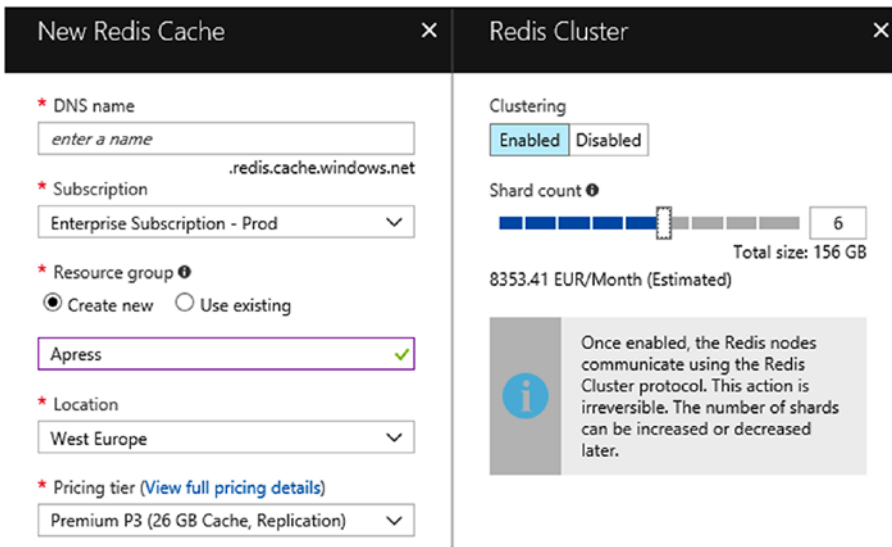 New Redis Cache
* DNS name
enter a name
.redis.cache.windows.net
* Subscription
Enterprise Subscription - Prod
* Resource group
Create new Use existing
Apress
* Location
West Europe
* Pricing tier (View full pricing details)
Premium P3 (26 GB Cache, Replication)
Redis Cluster
Clustering
Enabled Disabled
Shard count
6
Total size: 156 GB
8353.41 EUR/Month (Estimated)
Once enabled, the Redis nodes
communicate using the Redis
Cluster protocol. This action is
irreversible. The number of shards
can be increased or decreased
later.